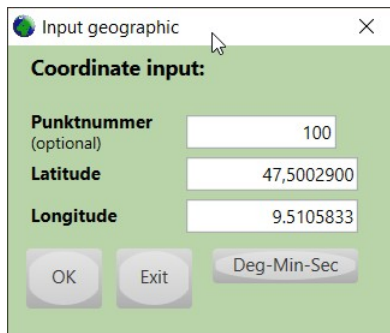 Input geographic
Coordinate input:
Punktnummer 100
(optional)
Latitude 47,5002900
Longitude 9.5105833
OK Exit Deg-Min-Sec